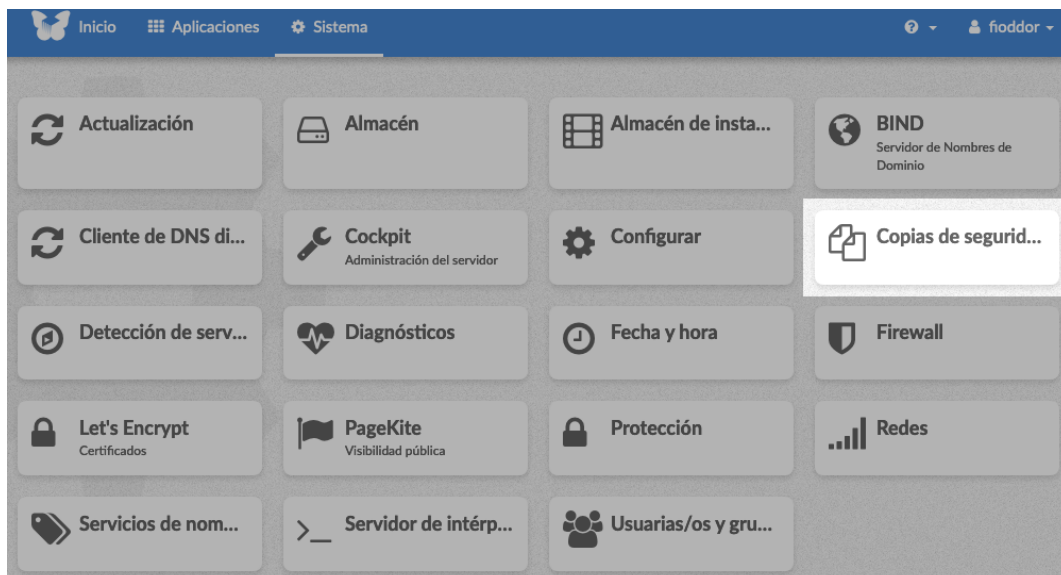 Inicio
Aplicaciones
Sistema
fioddor
Actualización
Almacén
Almacén de insta...
BIND
Servidor de Nombres de
Dominio
Cliente de DNS di...
Cockpit
Administración del servidor
Configurar
Copias de segurid...
Detección de serv...
Diagnósticos
Fecha y hora
Firewall
Let's Encrypt
Certificados
PageKite
Visibilidad pública
Protección
Redes
Servicios de nom...
Servidor de intérp...
Usuarias/os y gru...